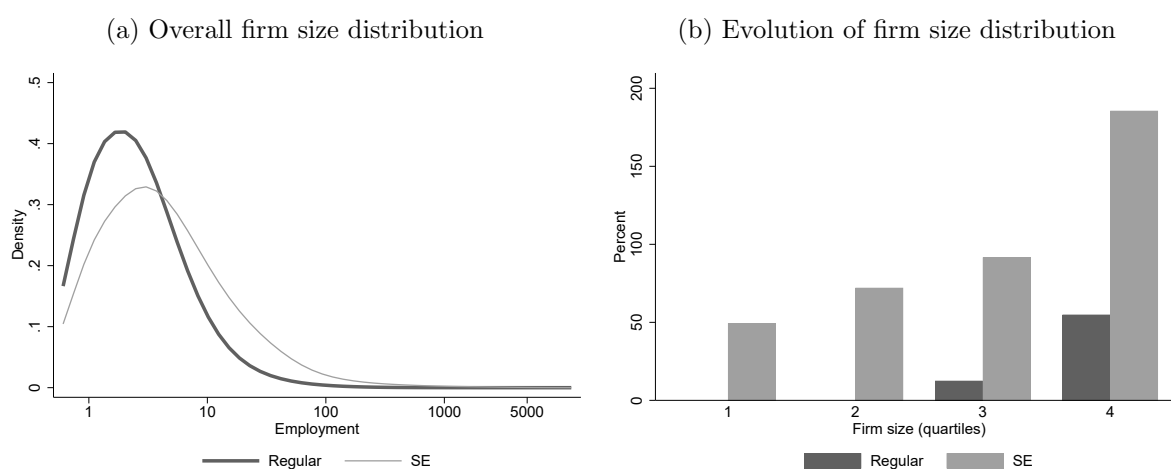 (a) Overall firm size distribution
.5
.4
.3
.2
.1
0
Density
1 10 100 1000 5000
Employment
Regular SE
(b) Evolution of firm size distribution
200
150
100
50
0
Percent
1 2 3 4
Firm size (quartiles)
Regular SE